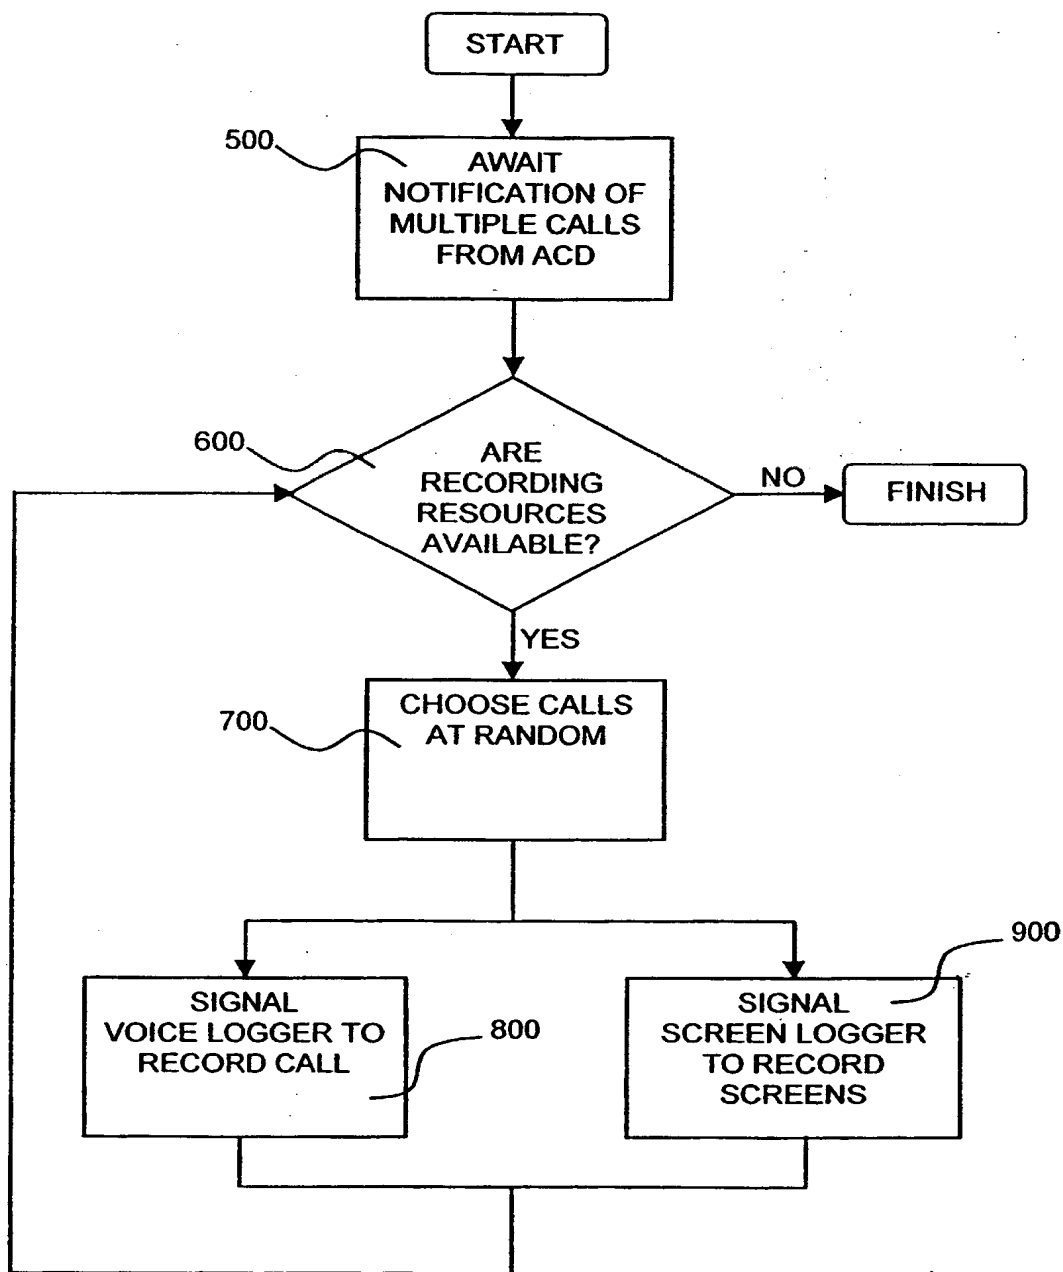 START
500
AWAIT
NOTIFICATION OF
MULTIPLE CALLS
FROM ACD
600
ARE
RECORDING
RESOURCES
AVAILABLE?
NO
FINISH
YES
700
CHOOSE CALLS
AT RANDOM
900
SIGNAL
VOICE LOGGER TO
RECORD CALL
800
SIGNAL
SCREEN LOGGER
TO RECORD
SCREENS